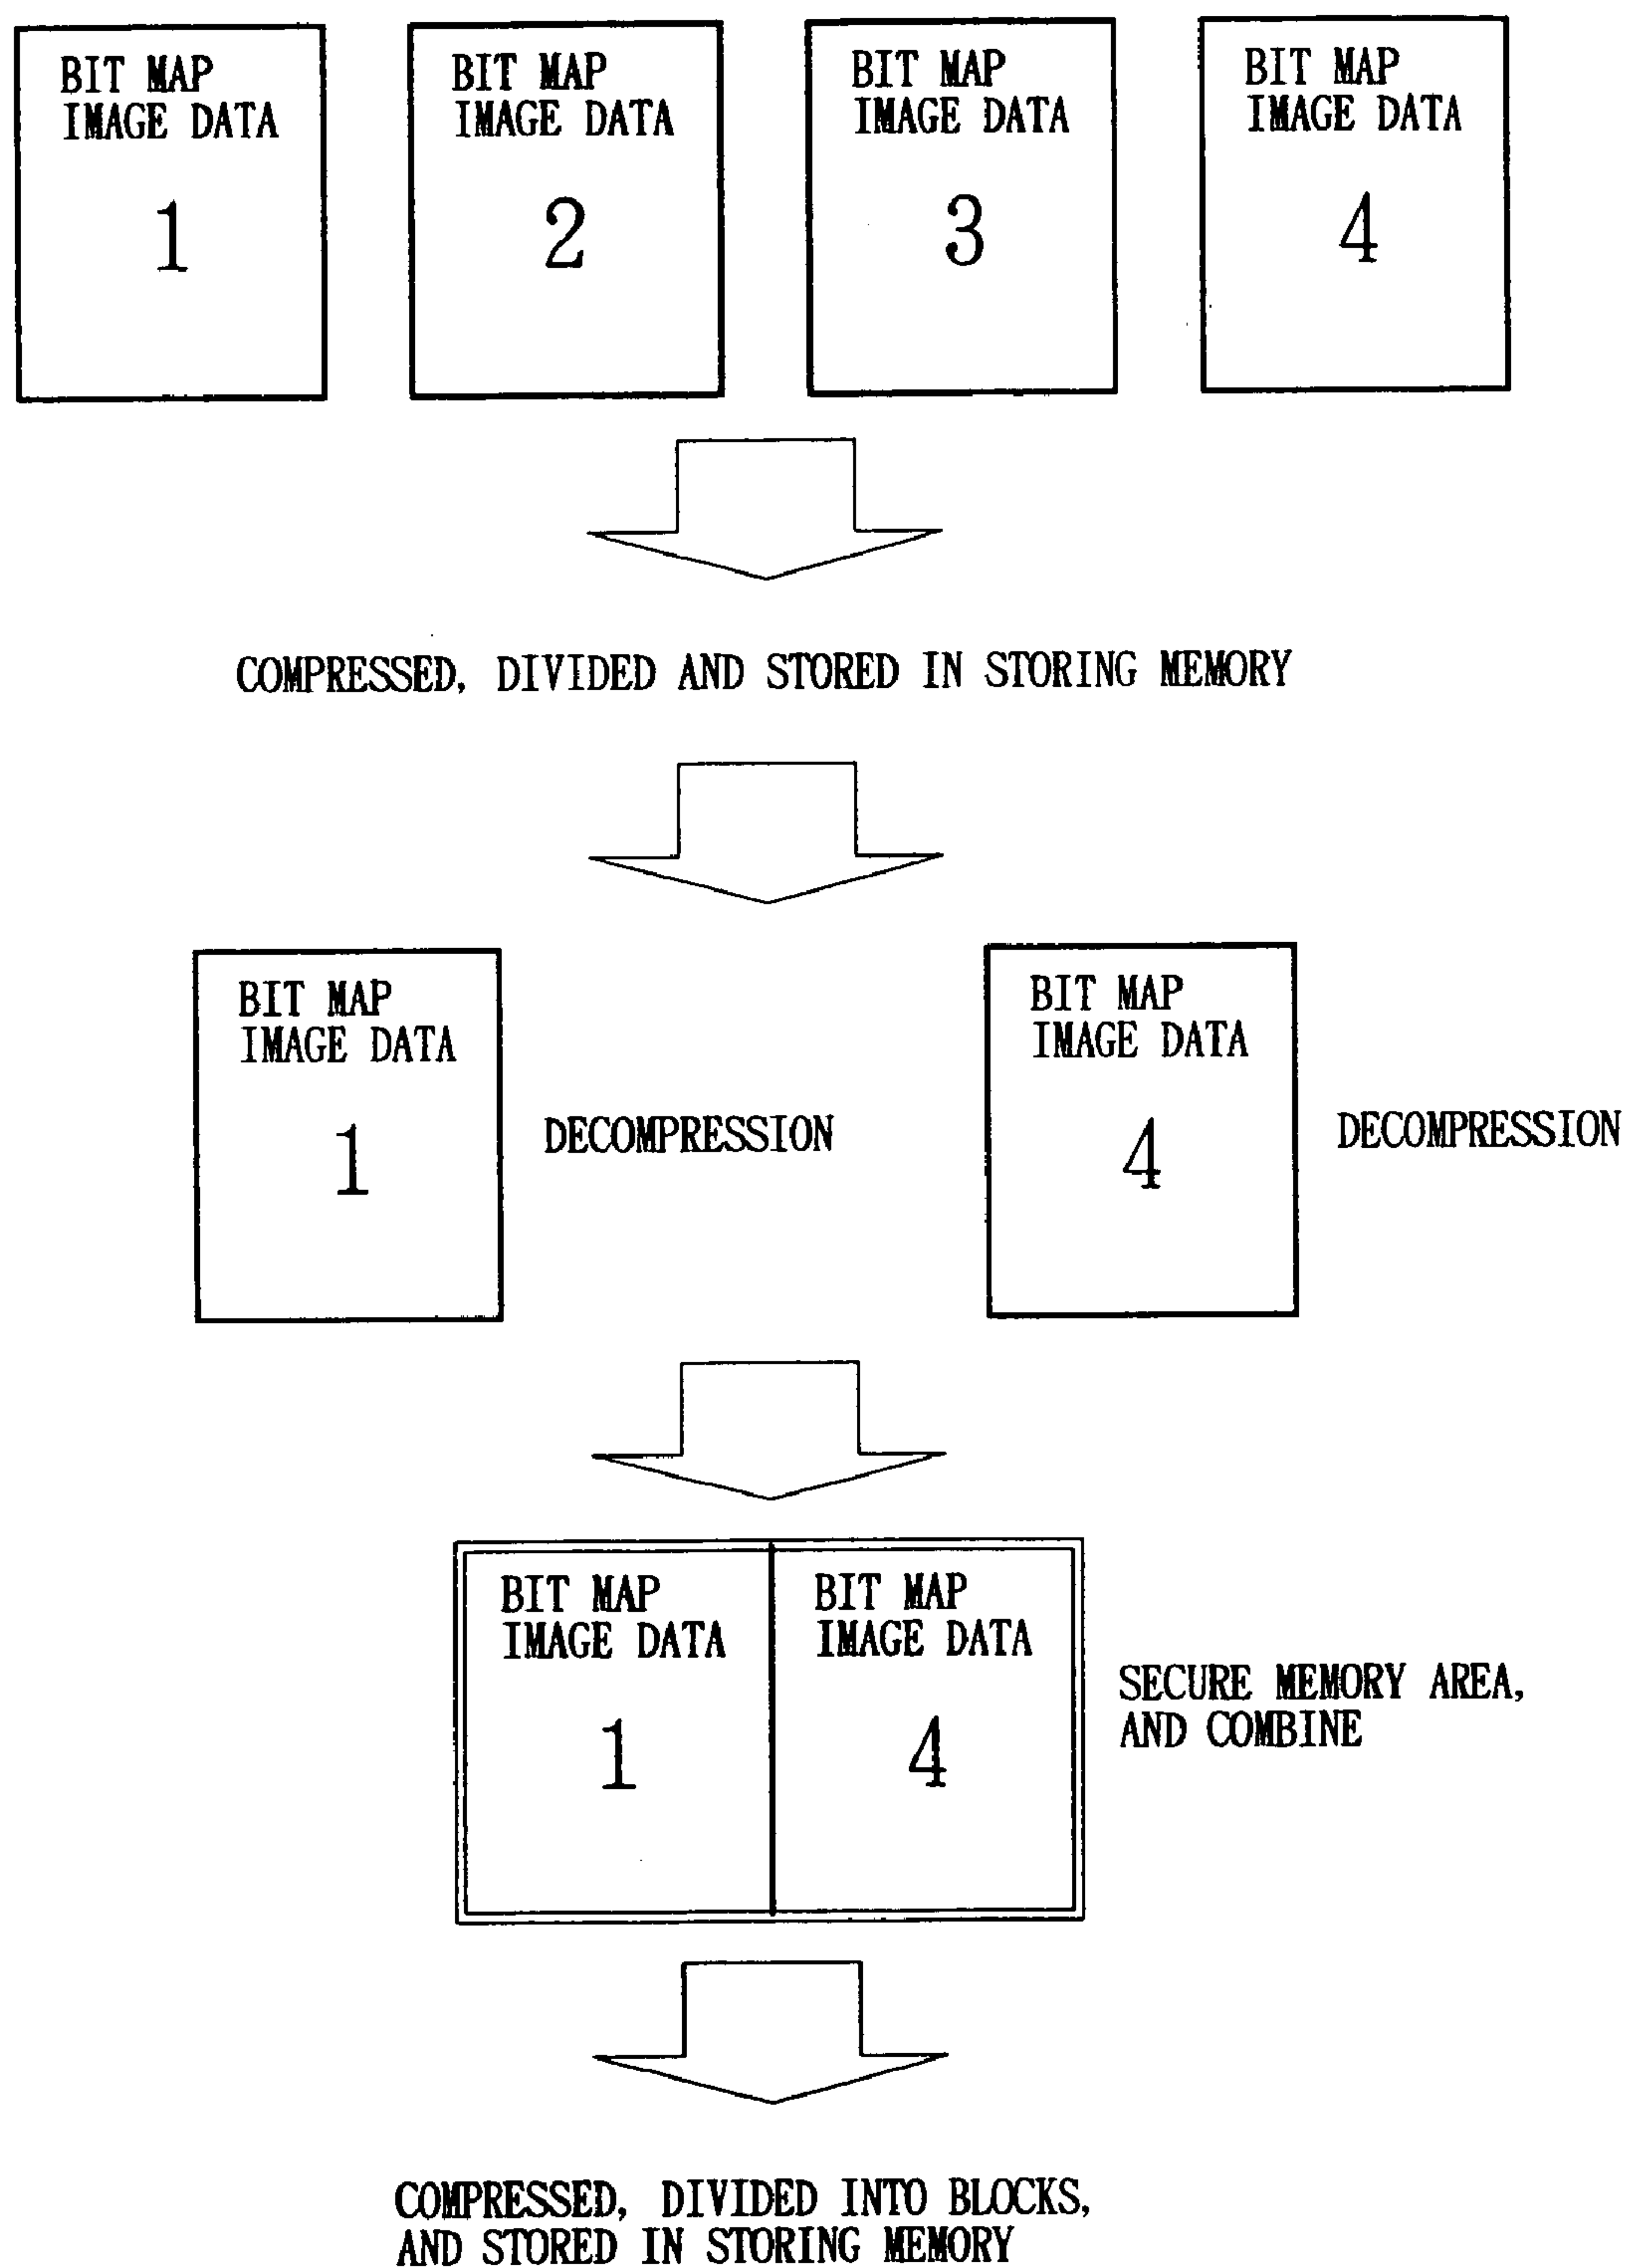 BIT MAP
IMAGE DATA
1
BIT MAP
IMAGE DATA
2
BIT MAP
IMAGE DATA
3
BIT MAP
IMAGE DATA
4
COMPRESSED, DIVIDED AND STORED IN STORING MEMORY
BIT MAP
IMAGE DATA
1
DECOMPRESSION
BIT MAP
IMAGE DATA
4
DECOMPRESSION
BIT MAP
IMAGE DATA
1
BIT MAP
IMAGE DATA
4
SECURE MEMORY AREA,
AND COMBINE
COMPRESSED, DIVIDED INTO BLOCKS,
AND STORED IN STORING MEMORY